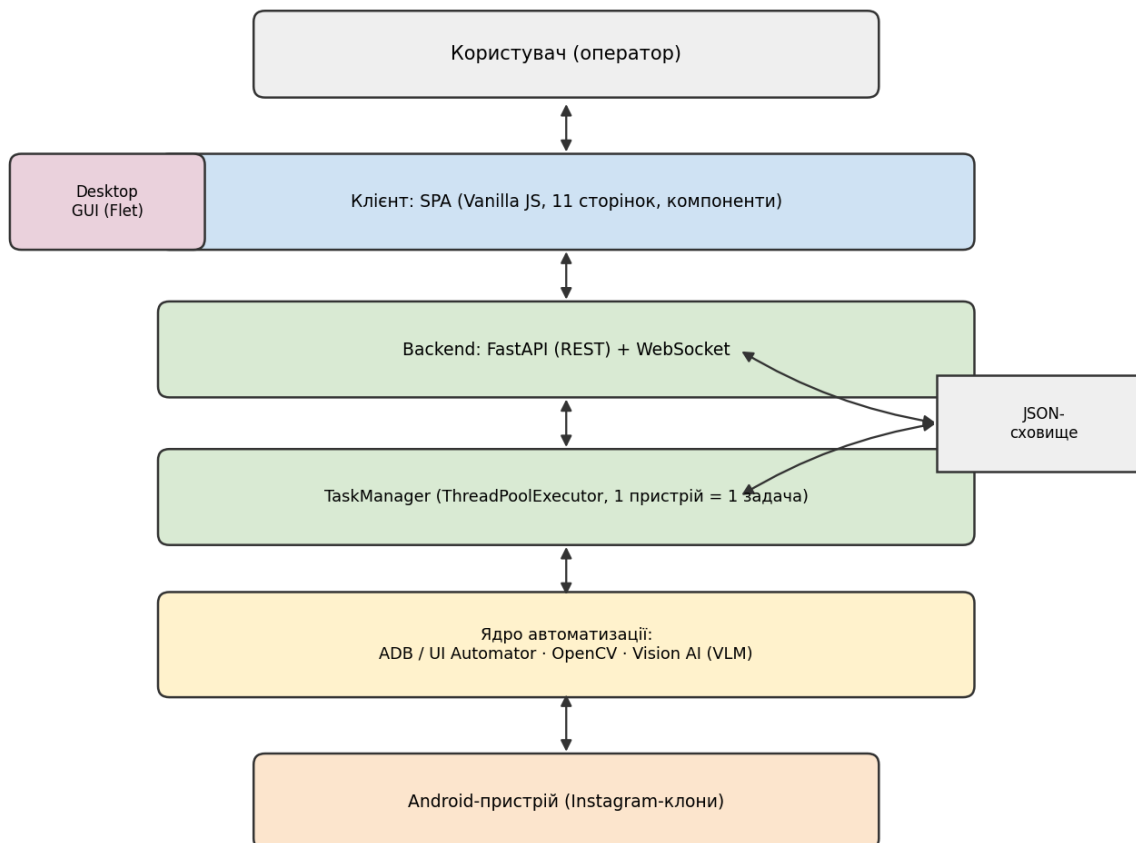 Користувач (оператор)
Desktop
GUI (Flet)
Клієнт: SPA (Vanilla JS, 11 сторінок, компоненти)
Backend: FastAPI (REST) + WebSocket
JSON-
сховище
TaskManager (ThreadPoolExecutor, 1 пристрій = 1 задача)
Ядро автоматизації:
ADB / UI Automator · OpenCV · Vision AI (VLM)
Android-пристрій (Instagram-клони)